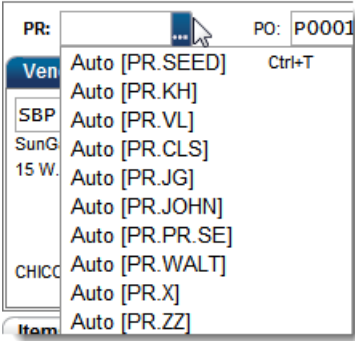 PR: ... PO: P0001
Ven
Auto [PR.SEED] Ctrl+T
Auto [PR.KH]
SBP
Auto [PR.VL]
SunG
Auto [PR.CLS]
15 W.
Auto [PR.JG]
Auto [PR.JOHN]
Auto [PR.PR.SE]
CHICO
Auto [PR.WALT]
Auto [PR.X]
Item
Auto [PR.ZZ]